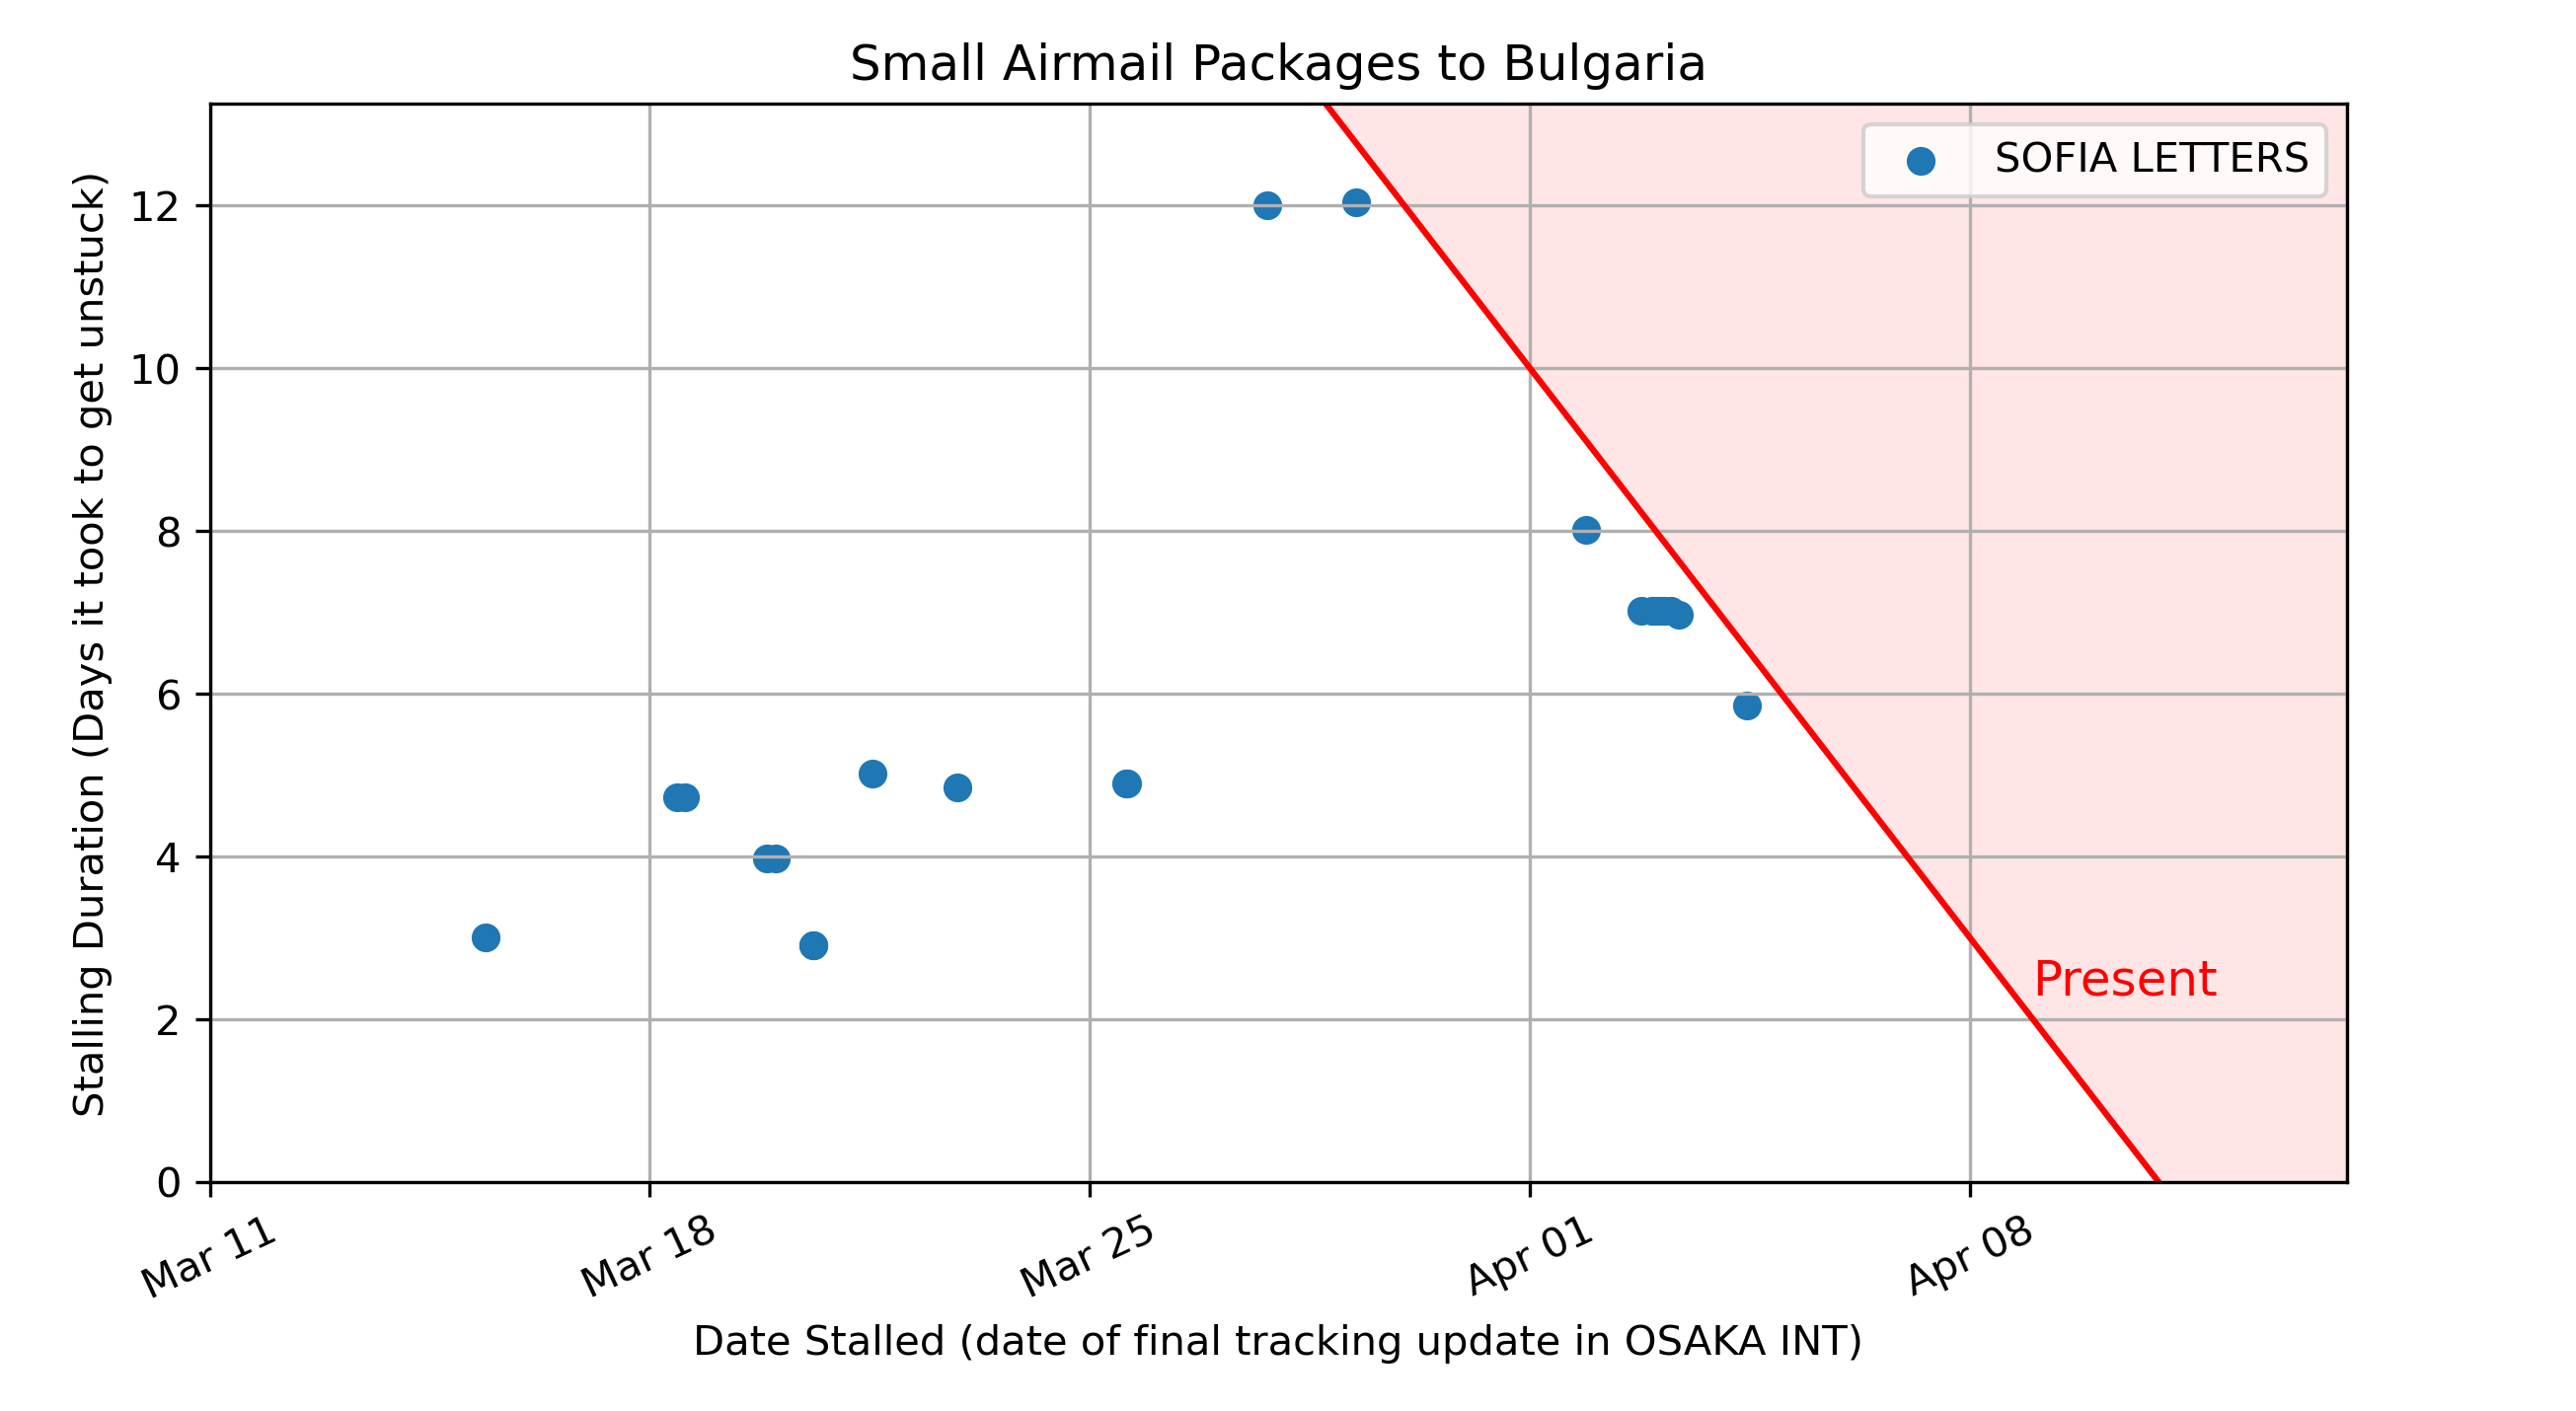 Small Airmail Packages to Bulgaria
SOFIA LETTERS
Stalling Duration (Days it took to get unstuck)
12
10
8
6
4
2
0
Present
Mar 11
Mar 18
Mar 25
Apr 01
Apr 08
Date Stalled (date of final tracking update in OSAKA INT)